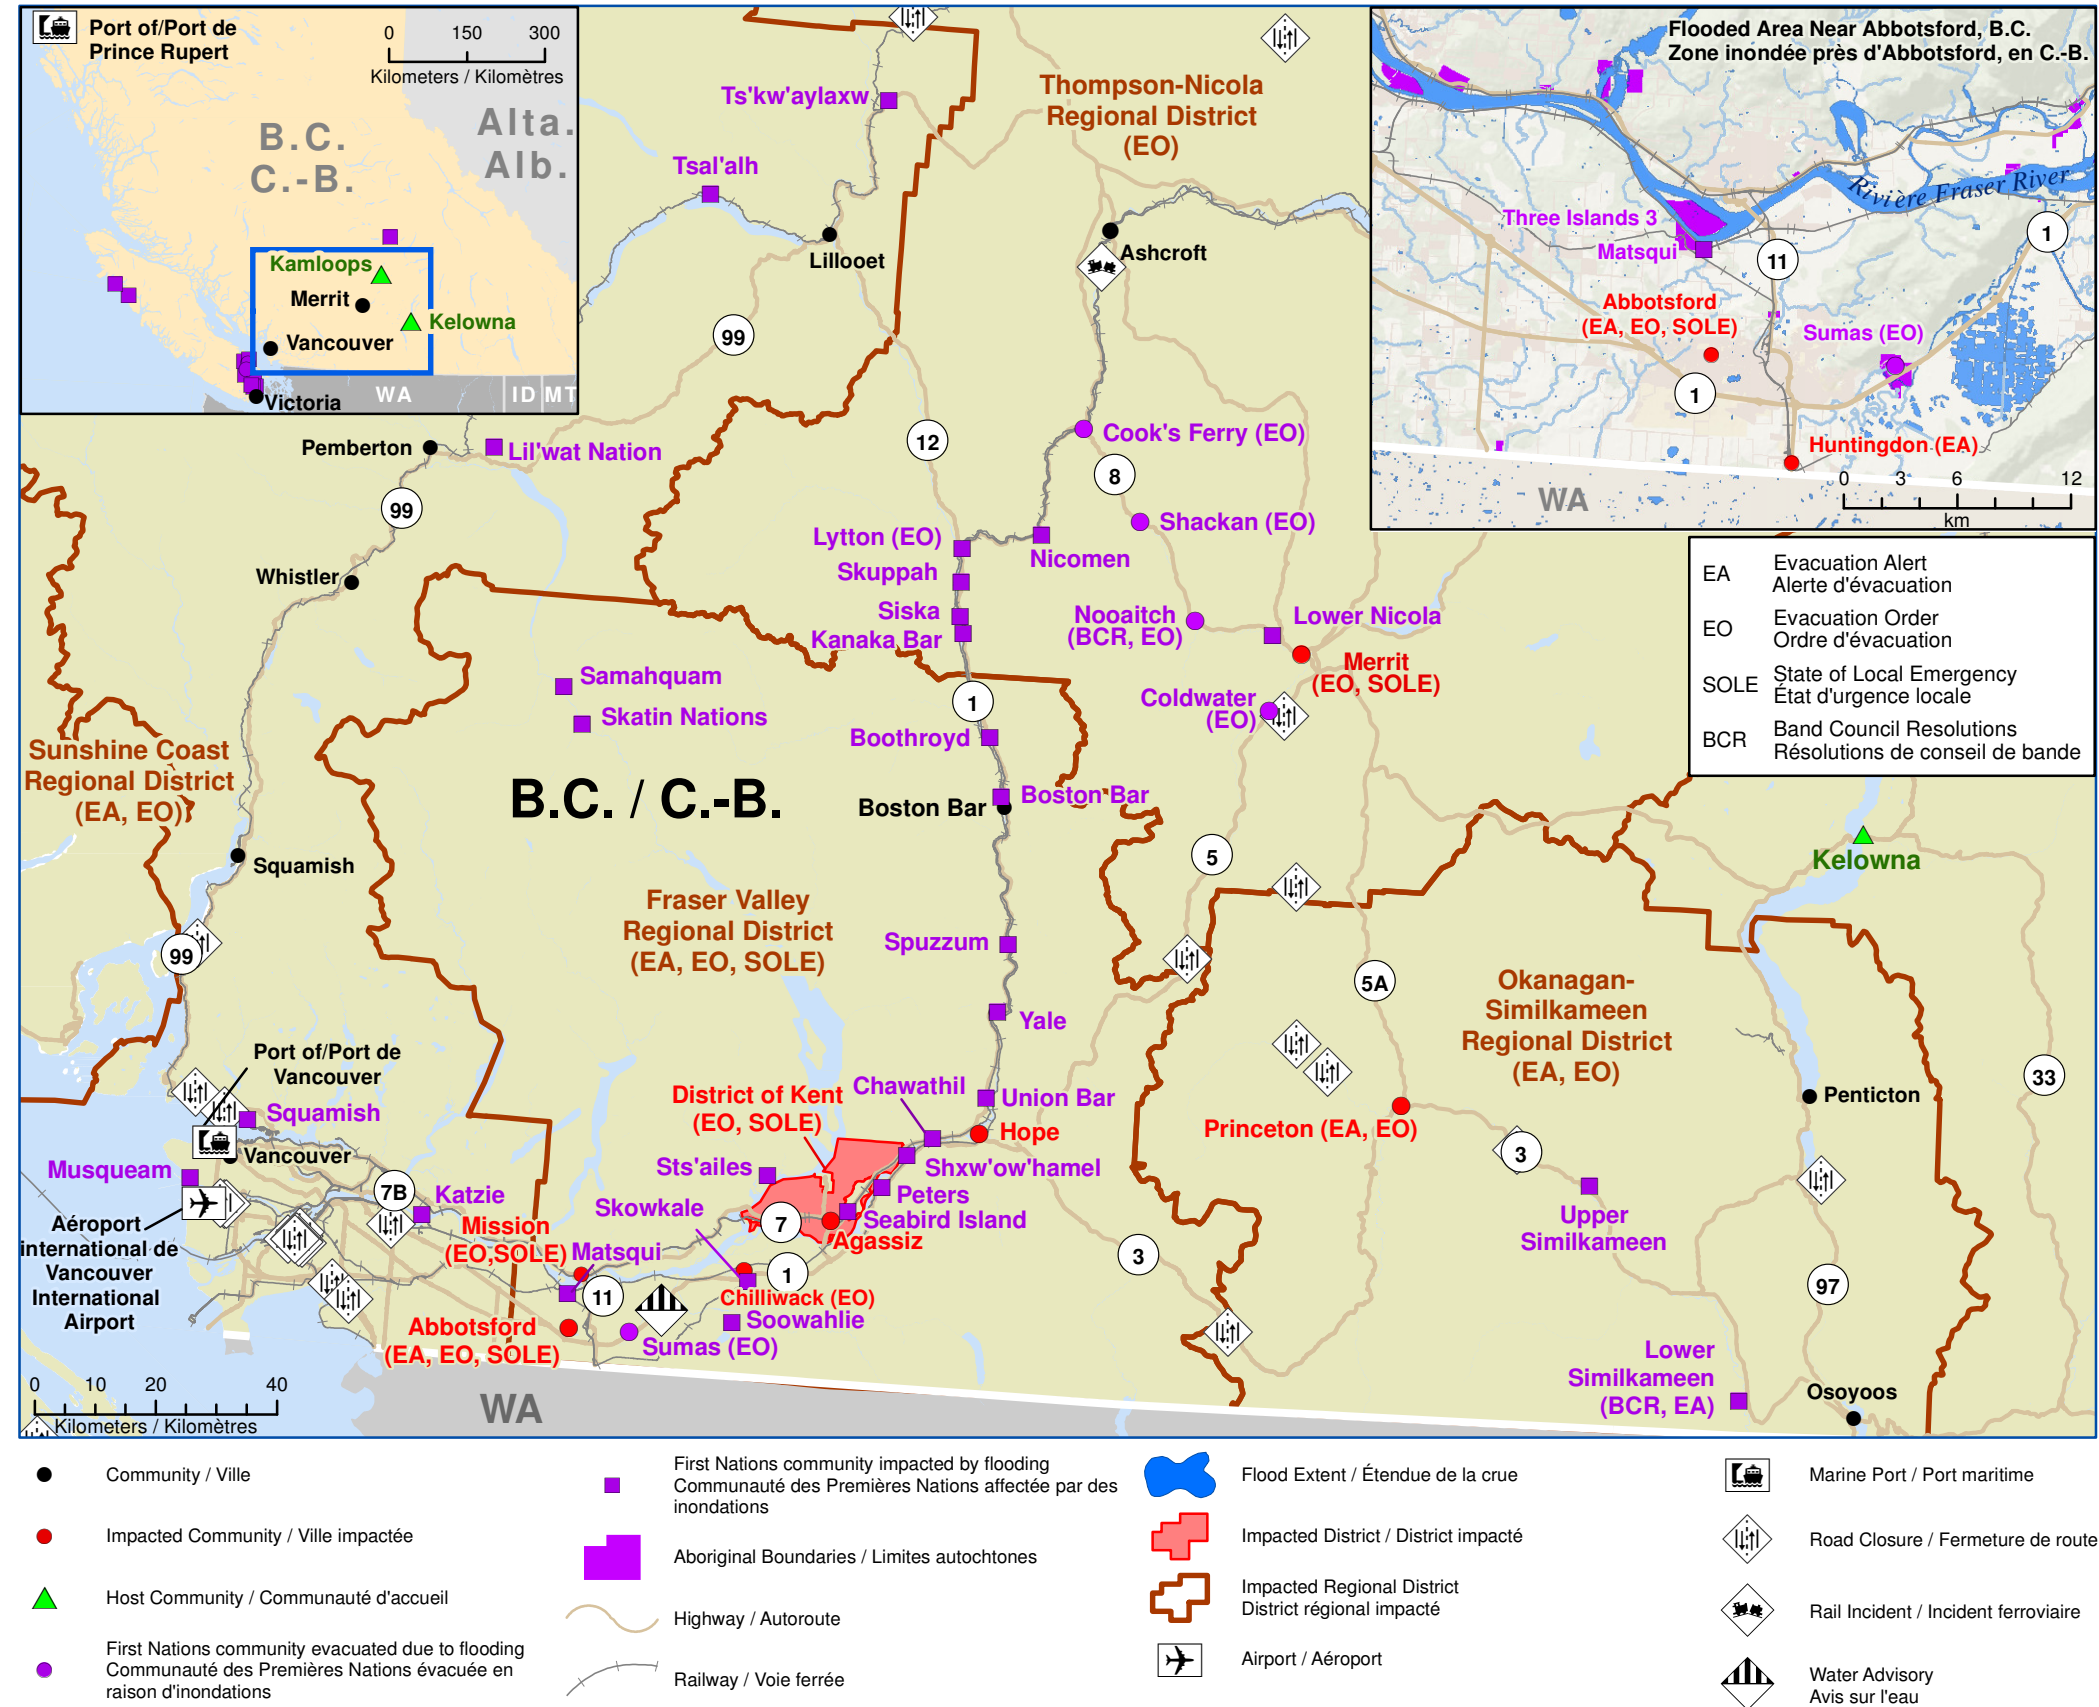 Port of/Port de
Prince Rupert
0 150 300
Kilometers / Kilomètres
B.C.
C.-B.
Alta.
Alb.
Kamloops
Merrit
Kelowna
Vancouver
Victoria
WA
ID
MT
Flooded Area Near Abbotsford, B.C.
Zone inondée près d'Abbotsford, en C.-B.
Rivière Fraser River
Three Islands 3
Matsqui
1
11
Abbotsford
(EA, EO, SOLE)
Sumas (EO)
1
Huntingdon (EA)
WA
0 3 6 12
km
EA
Evacuation Alert
Alerte d'évacuation
EO
Evacuation Order
Ordre d'évacuation
SOLE
State of Local Emergency
État d'urgence locale
BCR
Band Council Resolutions
Résolutions de conseil de bande
Thompson-Nicola
Regional District
(EO)
Ts'kw'aylaxw
Tsal'alh
Lillooet
Ashcroft
99
12
Cook's Ferry (EO)
8
Pemberton
Lil'wat Nation
99
Shackan (EO)
Lytton (EO)
Nicomen
Skuppah
Whistler
Siska
Kanaka Bar
Nooaitch
(BCR, EO)
Lower Nicola
Merrit
(EO, SOLE)
Samahquam
Skatin Nations
1
Coldwater
(EO)
Boothroyd
Sunshine Coast
Regional District
(EA, EO)
B.C. / C.-B.
Boston Bar
Boston Bar
5
Kelowna
Squamish
Fraser Valley
Regional District
(EA, EO, SOLE)
Spuzzum
99
5A
Okanagan-
Similkameen
Regional District
(EA, EO)
Yale
Port of/Port de
Vancouver
33
District of Kent
(EO, SOLE)
Chawathil
Union Bar
Penticton
Squamish
Hope
Princeton (EA, EO)
Vancouver
3
Musqueam
Sts'ailes
Shxw'ow'hamel
7B
Katzie
Peters
Skowkale
Seabird Island
7
Agassiz
Upper
Similkameen
Mission
(EO,SOLE)
Matsqui
3
Aéroport
international de
Vancouver
International
Airport
1
11
97
Chilliwack (EO)
Soowahlie
Abbotsford
(EA, EO, SOLE)
Sumas (EO)
Lower
Similkameen
(BCR, EA)
Osoyoos
WA
0 10 20 40
Kilometers / Kilomètres
Community / Ville
Impacted Community / Ville impactée
Host Community / Communauté d'accueil
First Nations community evacuated due to flooding
Communauté des Premières Nations évacuée en
raison d'inondations
First Nations community impacted by flooding
Communauté des Premières Nations affectée par des
inondations
Aboriginal Boundaries / Limites autochtones
Highway / Autoroute
Railway / Voie ferrée
Flood Extent / Étendue de la crue
Impacted District / District impacté
Impacted Regional District
District régional impacté
Airport / Aéroport
Marine Port / Port maritime
Road Closure / Fermeture de route
Rail Incident / Incident ferroviaire
Water Advisory
Avis sur l'eau